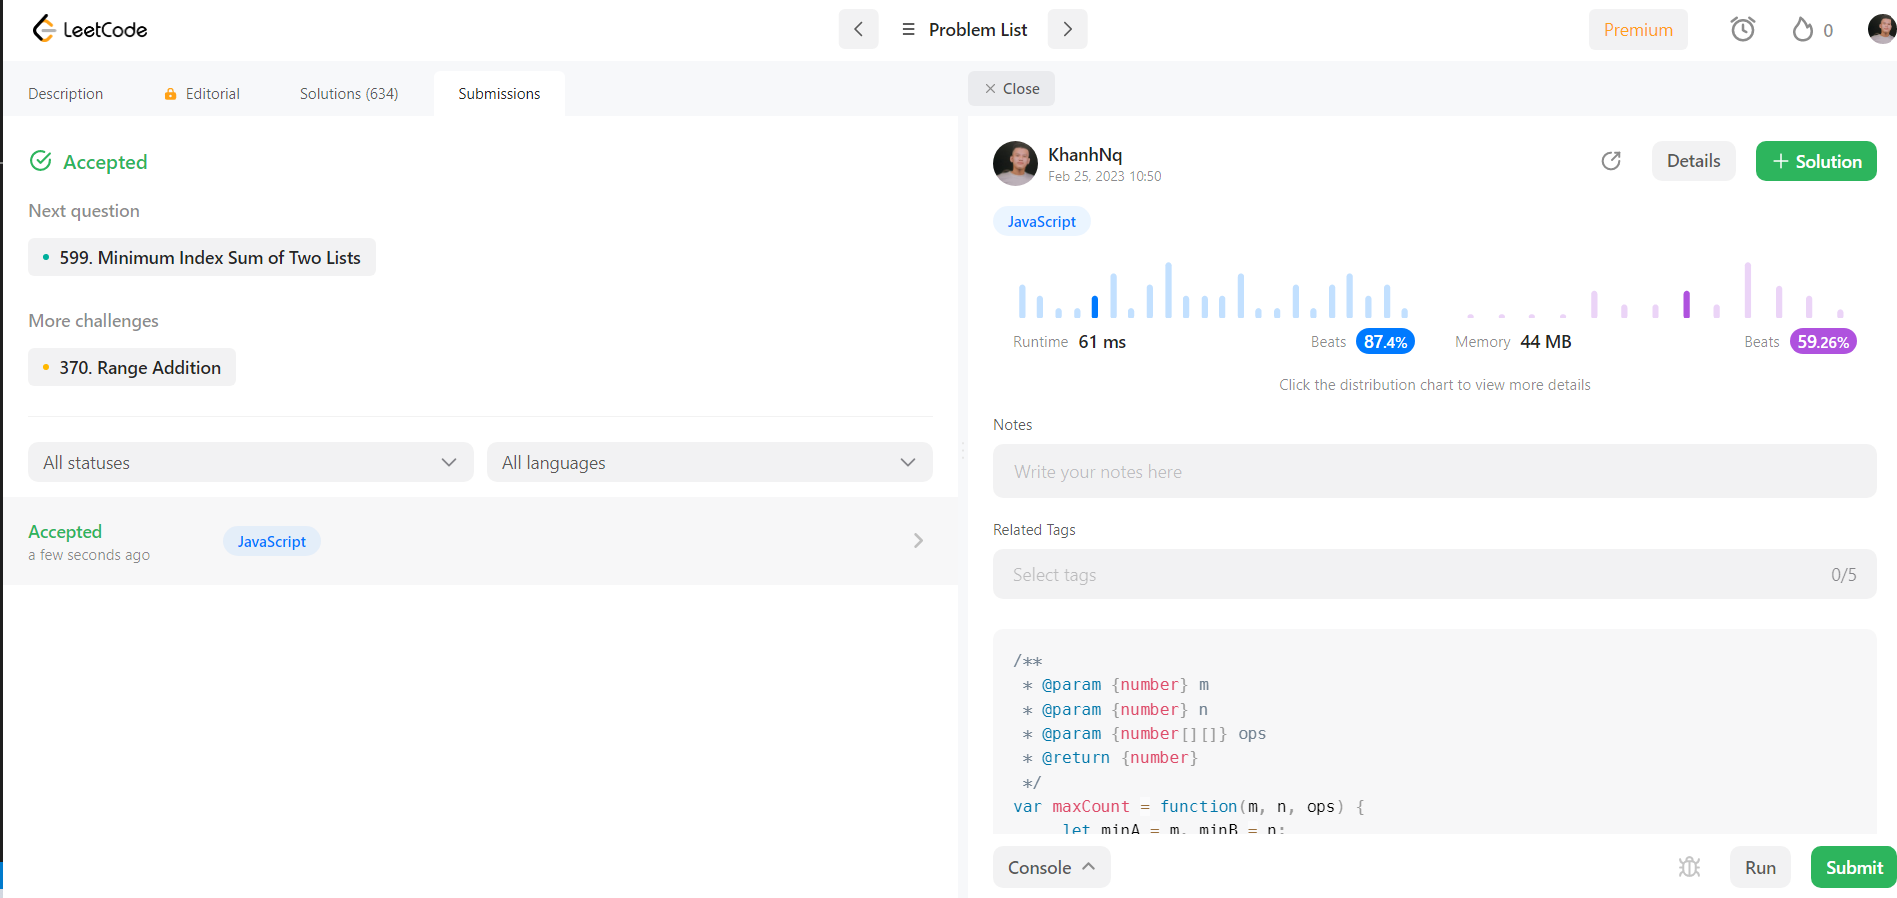 LeetCode
Problem List
Premium
0
Description
Editorial
Solutions (634)
Submissions
Accepted
Next question
599. Minimum Index Sum of Two Lists
More challenges
370. Range Addition
All statuses
All languages
Accepted
a few seconds ago
JavaScript
Close
KhanhNq
Feb 25, 2023 10:50
Details
Solution
JavaScript
Runtime 61 ms
Beats 87.4%
Memory 44 MB
Beats 59.26%
Click the distribution chart to view more details
Notes
Write your notes here
Related Tags
Select tags
0/5
/**
* @param {number} m
* @param {number} n
* @param {number[][]} ops
* @return {number}
*/
var maxCount = function(m, n, ops) {
let minA = m, minB = n;
Console
Run
Submit